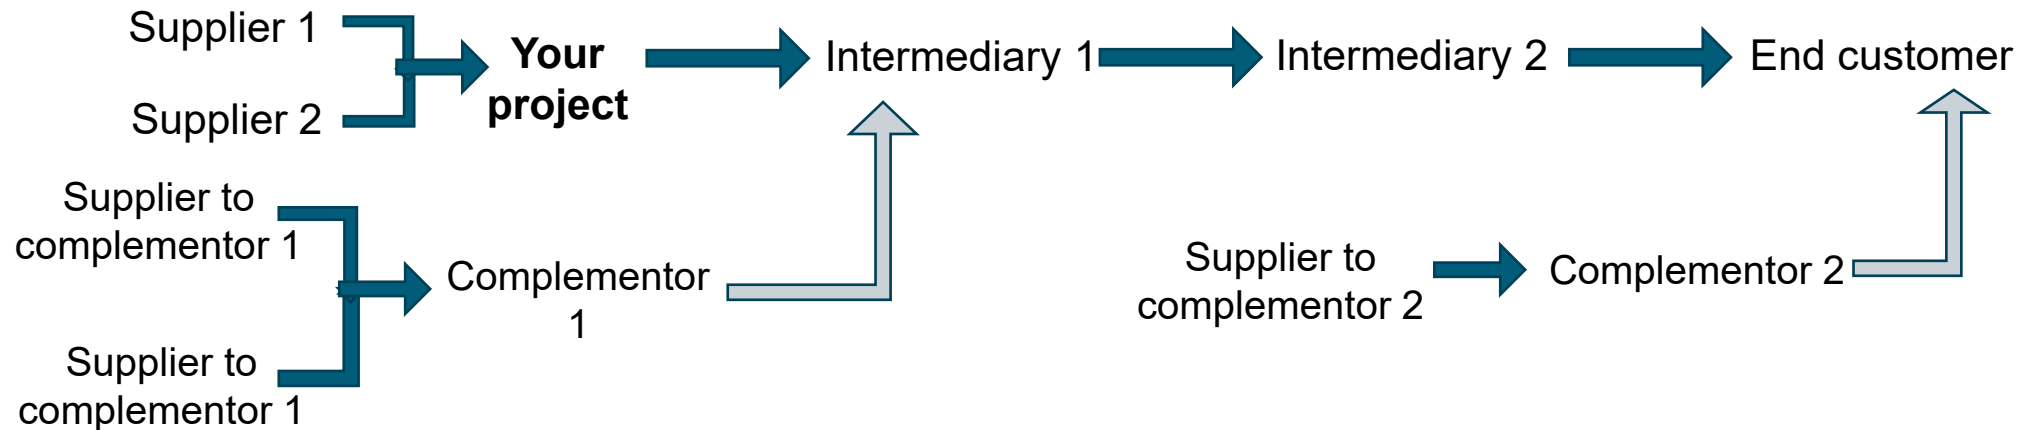 Supplier 1
Supplier 2
Your
project
Intermediary 1
Intermediary 2
End customer
Supplier to
complementor 1
Supplier to
complementor 1
Complementor
1
Supplier to
complementor 2
Complementor 2